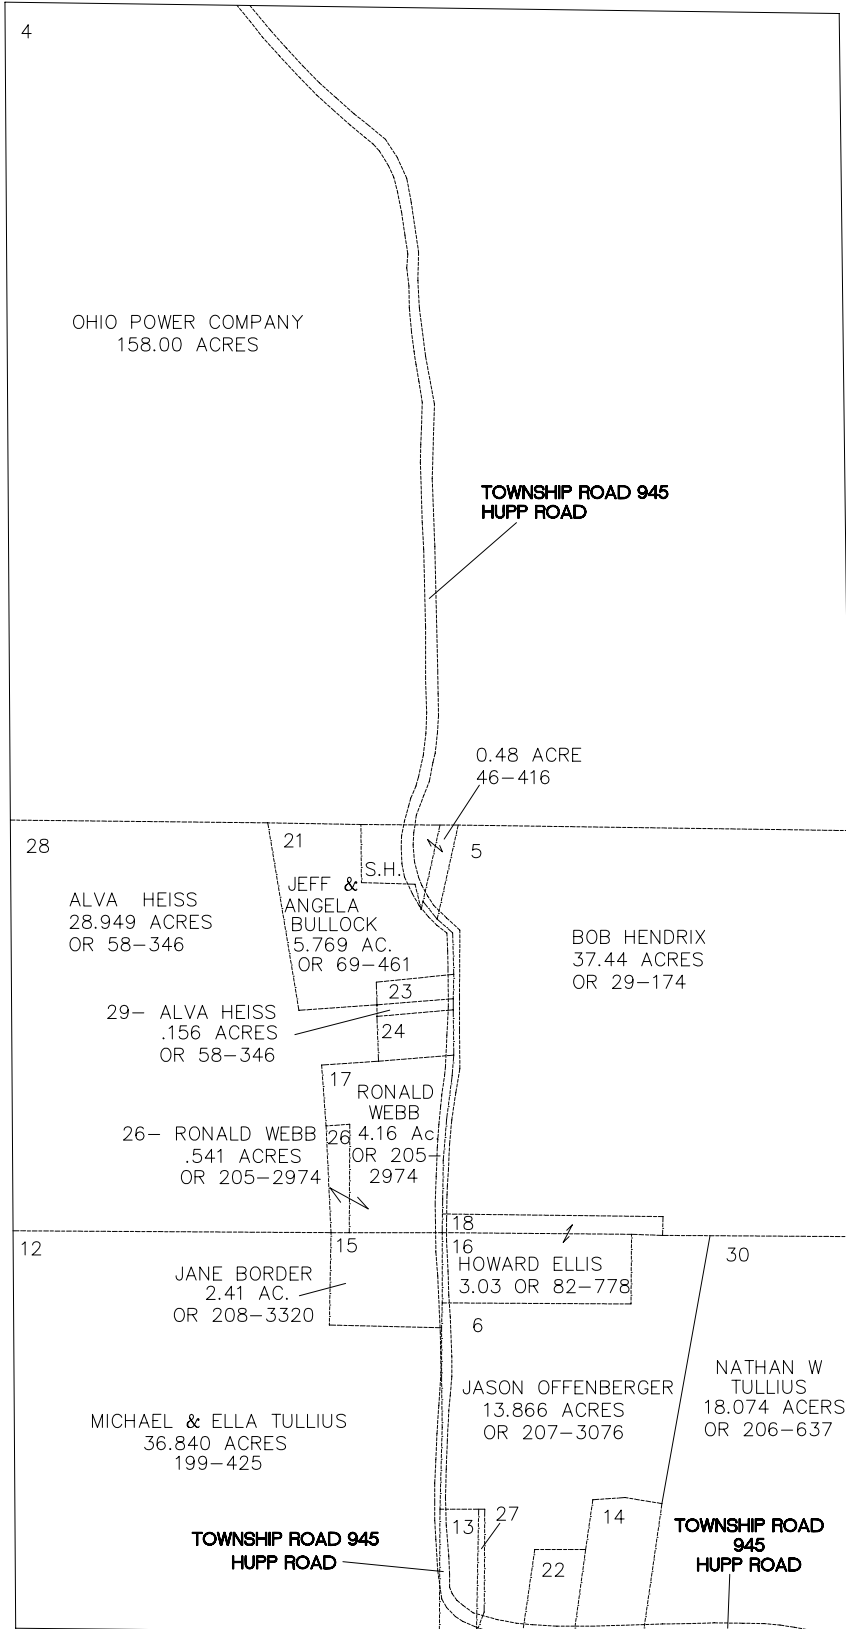 4
OHIO POWER COMPANY
158.00 ACRES
TOWNSHIP ROAD 945
HUPP ROAD
0.48 ACRE
46-416
28
21
S.H.
5
ALVA HEISS
28.949 ACRES
OR 58-346
JEFF &
ANGELA
BULLOCK
5.769 AC.
OR 69-461
BOB HENDRIX
37.44 ACRES
OR 29-174
23
29- ALVA HEISS
.156 ACRES
OR 58-346
24
17
RONALD
WEBB
4.16 Ac
OR 205-
2974
26- RONALD WEBB
.541 ACRES
OR 205-2974
26
18
12
15
16
30
JANE BORDER
2.41 AC.
OR 208-3320
HOWARD ELLIS
3.03 OR 82-778
6
JASON OFFENBERGER
13.866 ACRES
OR 207-3076
NATHAN W
TULLIUS
18.074 ACERS
OR 206-637
MICHAEL & ELLA TULLIUS
36.840 ACRES
199-425
13
27
14
22
TOWNSHIP ROAD 945
HUPP ROAD
TOWNSHIP ROAD
945
HUPP ROAD